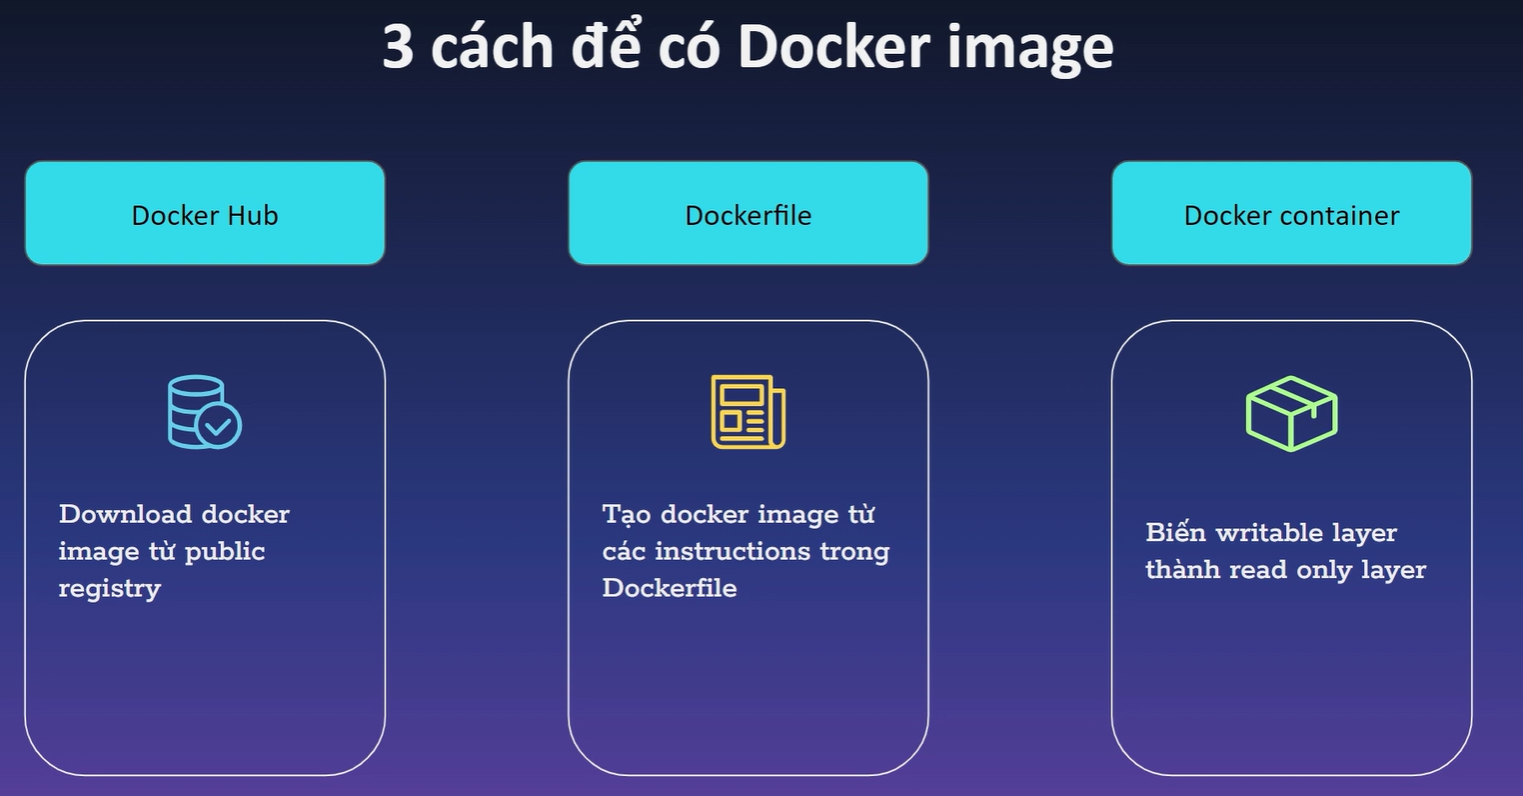 3 cách để có Docker image
Docker Hub
Dockerfile
Docker container
Download docker
image từ public
registry
Tạo docker image từ
các instructions trong
Dockerfile
Biến writable layer
thành read only layer